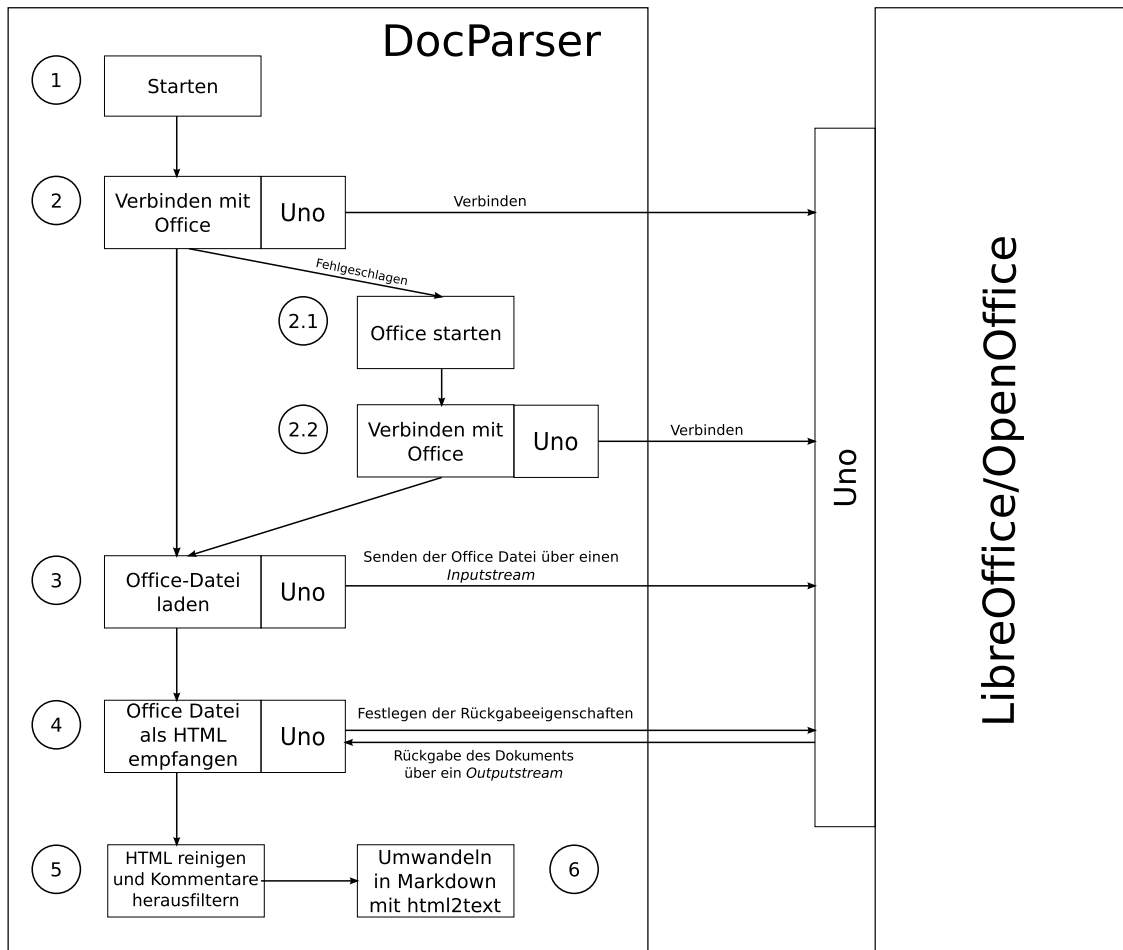 DocParser
1
Starten
2
Verbinden mit
Office
Uno
Verbinden
Fehlgeschlagen
2.1
Office starten
2.2
Verbinden mit
Office
Uno
Verbinden
3
Office-Datei
laden
Uno
Senden der Office Datei über einen
Inputstream
4
Office Datei
als HTML
empfangen
Uno
Festlegen der Rückgabeeigenschaften
Rückgabe des Dokuments
über ein Outputstream
5
HTML reinigen
und Kommentare
herausfiltern
Umwandeln
in Markdown
mit html2text
6
Uno
LibreOffice/OpenOffice